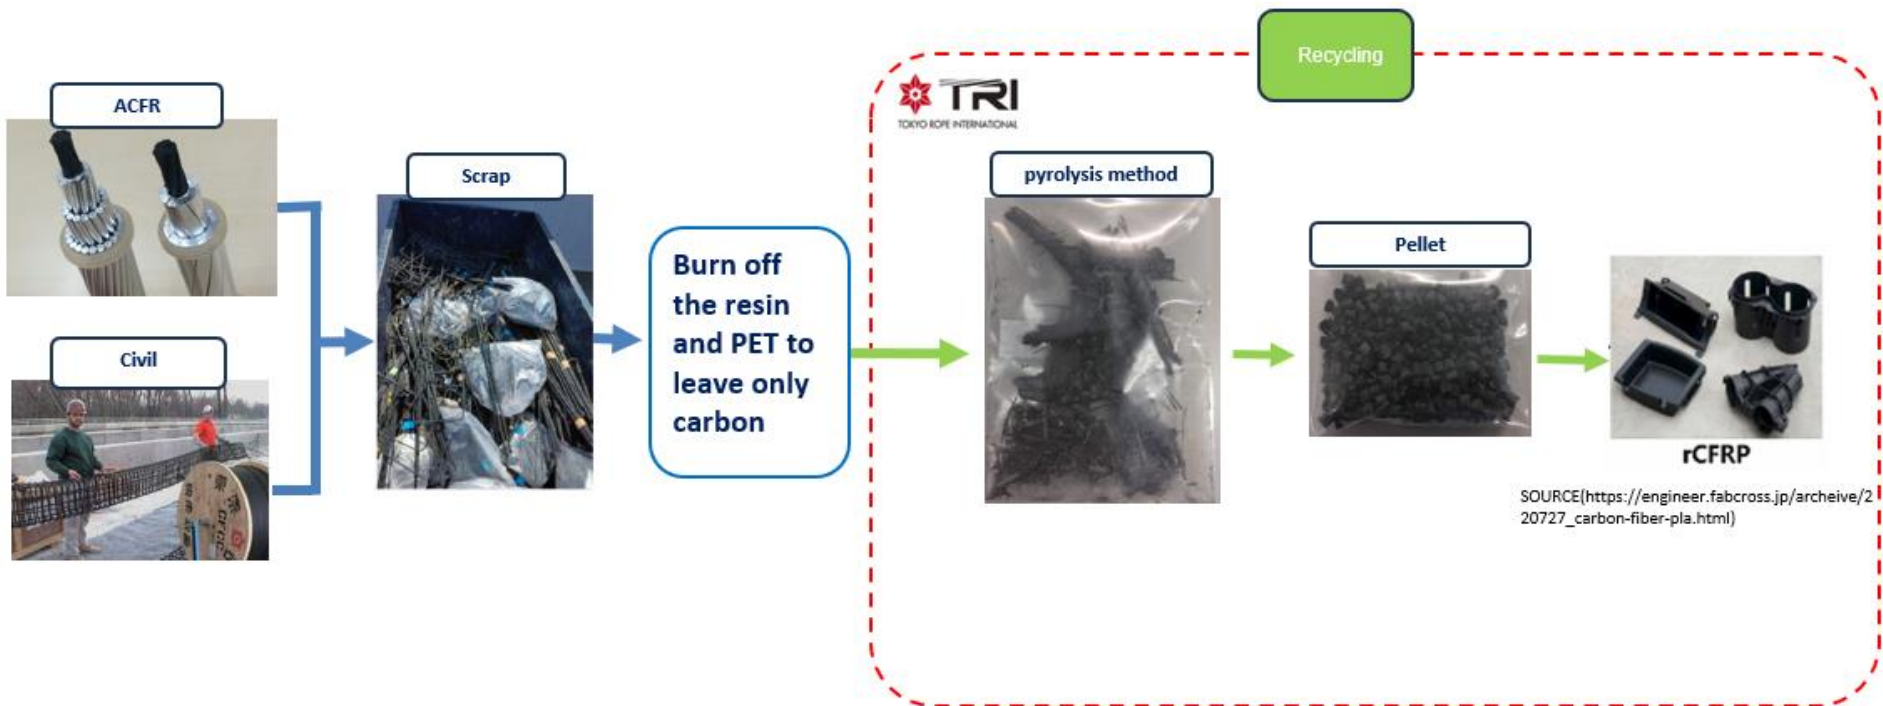 Recycling
TRI
TOKYO ROPE INTERNATIONAL
ACFR
Scrap
pyrolysis method
Pellet
Civil
Burn off
the resin
and PET to
leave only
carbon
rCFRP
SOURCE(https://engineer.fabcross.jp/archeive/2
20727_carbon-fiber-pla.html)